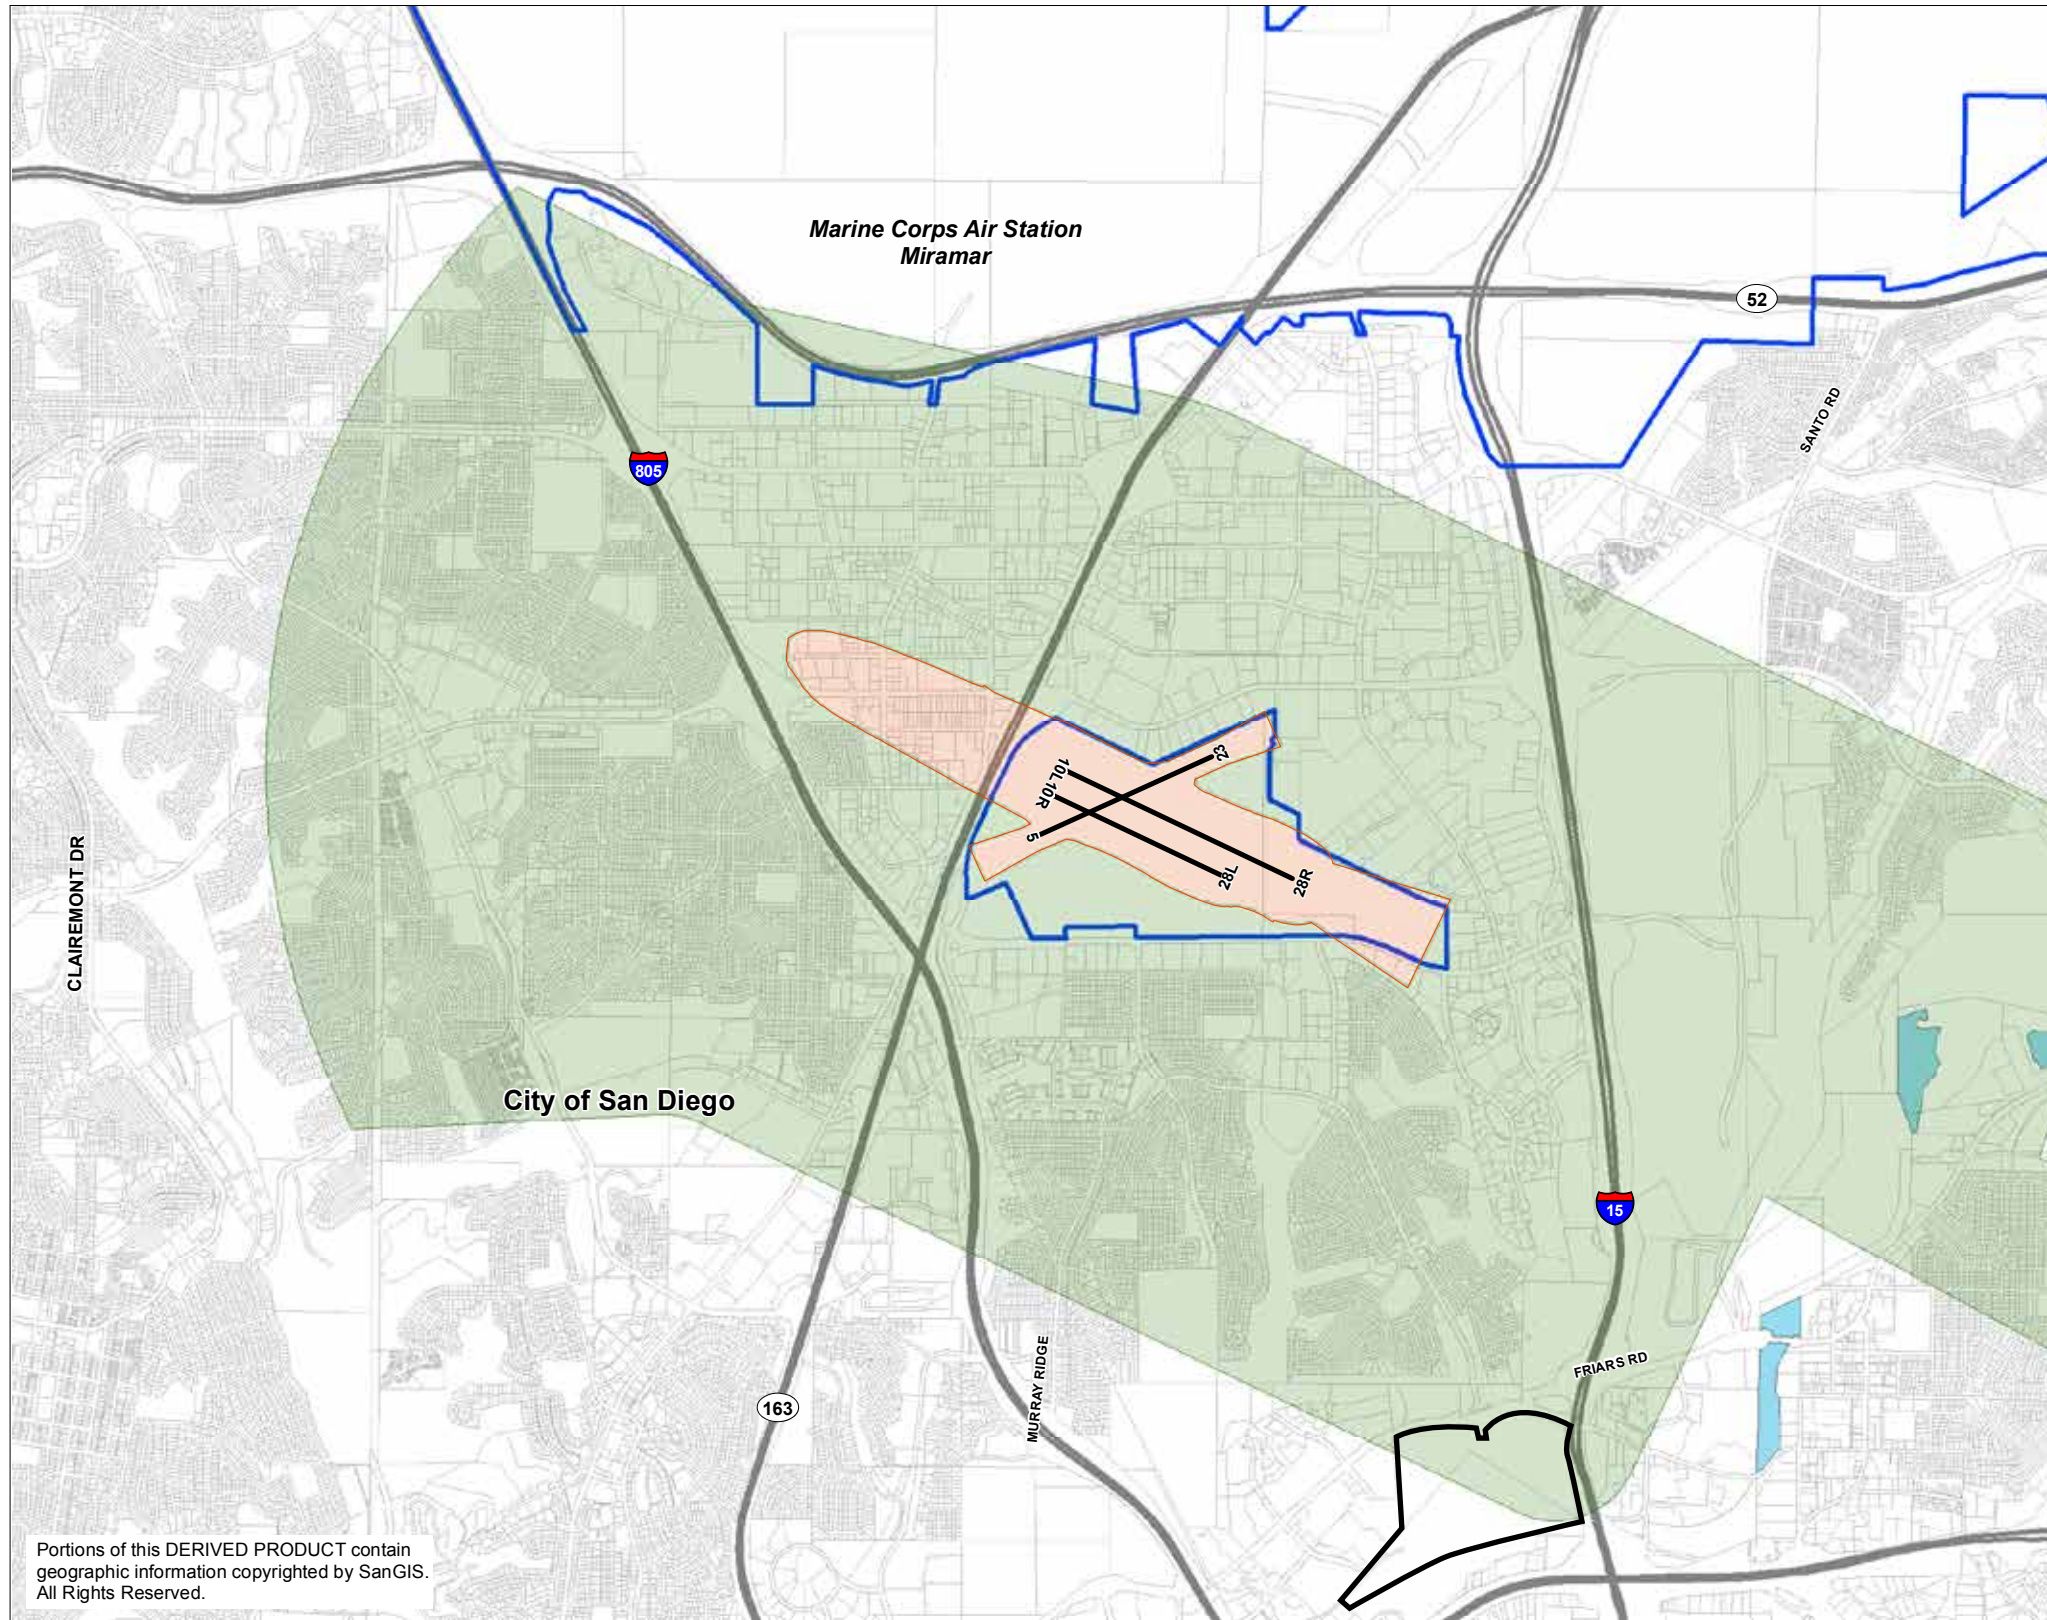 Marine Corps Air Station
Miramar
52
SANTO RD
805
23
10L
10R
5
28L
28R
CLAIREMONT DR
City of San Diego
15
MURRAY RIDGE
FRIARS RD
163
Portions of this DERIVED PRODUCT contain
geographic information copyrighted by SanGIS.
All Rights Reserved.